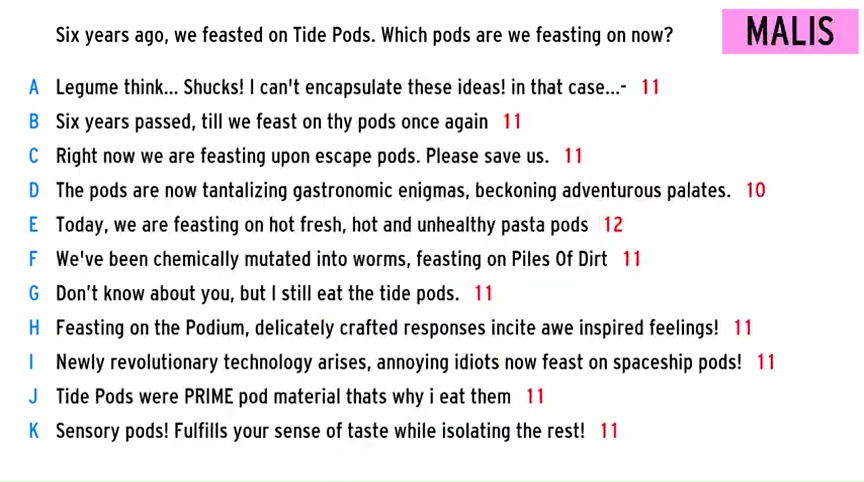 Six years ago, we feasted on Tide Pods. Which pods are we feasting on now?
MALIS
A Legume think... Shucks! I can't encapsulate these ideas! in that case...- 11
B Six years passed, till we feast on thy pods once again 11
C Right now we are feasting upon escape pods. Please save us. 11
D The pods are now tantalizing gastronomic enigmas, beckoning adventurous palates. 10
E Today, we are feasting on hot fresh, hot and unhealthy pasta pods 12
F We've been chemically mutated into worms, feasting on Piles Of Dirt 11
G Don't know about you, but I still eat the tide pods. 11
H Feasting on the Podium, delicately crafted responses incite awe inspired feelings! 11
I Newly revolutionary technology arises, annoying idiots now feast on spaceship pods! 11
J Tide Pods were PRIME pod material thats why i eat them 11
K Sensory pods! Fulfills your sense of taste while isolating the rest! 11